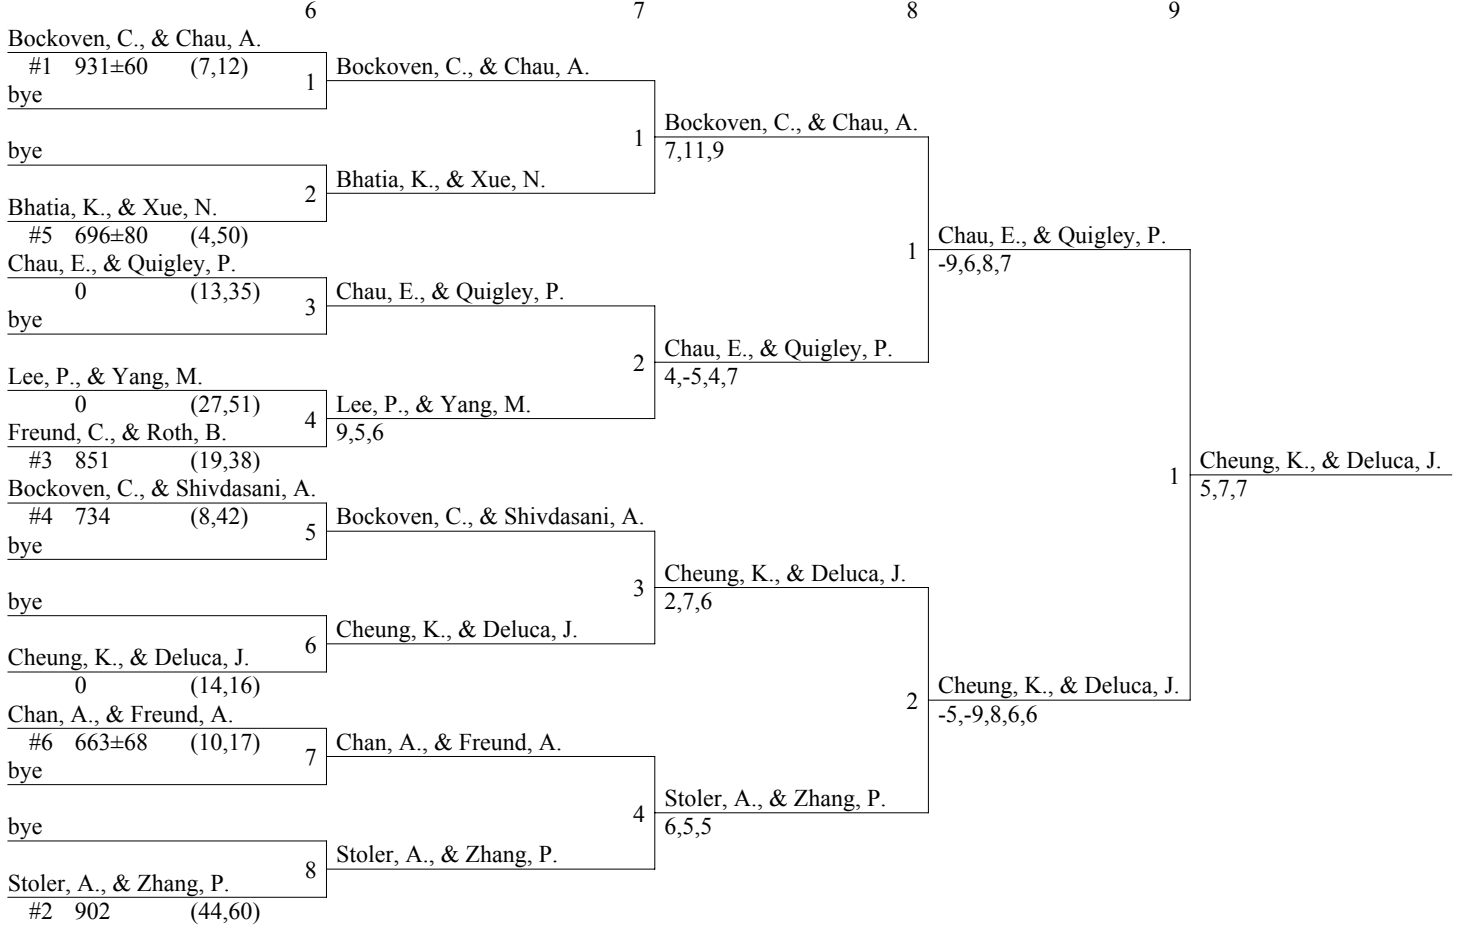 6 7 8 9
Bockoven, C., & Chau, A.
#1 931±60 (7,12)
bye
1
Bockoven, C., & Chau, A.
bye
2
Bhatia, K., & Xue, N.
Bhatia, K., & Xue, N.
#5 696±80 (4,50)
1
Bockoven, C., & Chau, A.
7,11,9
Chau, E., & Quigley, P.
0 (13,35)
bye
3
Chau, E., & Quigley, P.
Lee, P., & Yang, M.
0 (27,51)
4
Lee, P., & Yang, M.
9,5,6
Freund, C., & Roth, B.
#3 851 (19,38)
2
Chau, E., & Quigley, P.
4,-5,4,7
1
Chau, E., & Quigley, P.
-9,6,8,7
Bockoven, C., & Shivdasani, A.
#4 734 (8,42)
bye
5
Bockoven, C., & Shivdasani, A.
bye
6
Cheung, K., & Deluca, J.
Cheung, K., & Deluca, J.
0 (14,16)
3
Cheung, K., & Deluca, J.
2,7,6
Chan, A., & Freund, A.
#6 663±68 (10,17)
bye
7
Chan, A., & Freund, A.
bye
8
Stoler, A., & Zhang, P.
Stoler, A., & Zhang, P.
#2 902 (44,60)
4
Stoler, A., & Zhang, P.
6,5,5
2
Cheung, K., & Deluca, J.
-5,-9,8,6,6
1
Cheung, K., & Deluca, J.
5,7,7